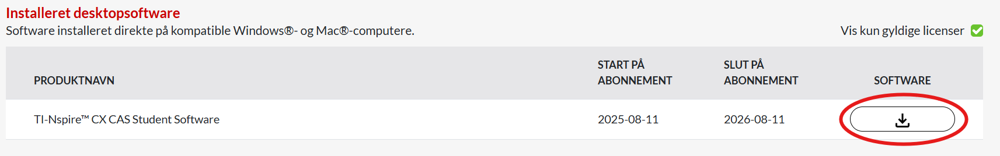 Installeret desktopsoftware
Software installeret direkte på kompatible Windows®- og Mac®-computere.
Vis kun gyldige licenser
PRODUKTNAVN
START PÅ
ABONNEMENT
SLUT PÅ
ABONNEMENT
SOFTWARE
TI-Nspire™ CX CAS Student Software
2025-08-11
2026-08-11